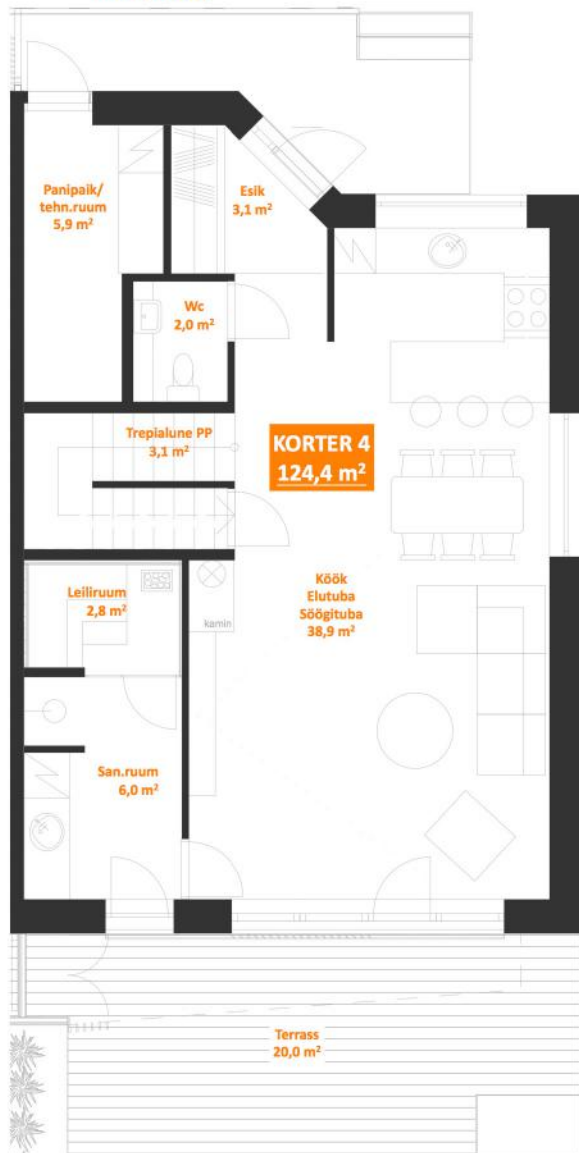 Panipaik/
tehn.ruum
5,9 m²
Esik
3,1 m²
Wc
2,0 m²
Trepialune PP
3,1 m²
KORTER 4
124,4 m²
Leiliruum
2,8 m²
kamin
Köök
Elutuba
Söögituba
38,9 m²
San.ruum
6,0 m²
Terrass
20,0 m²